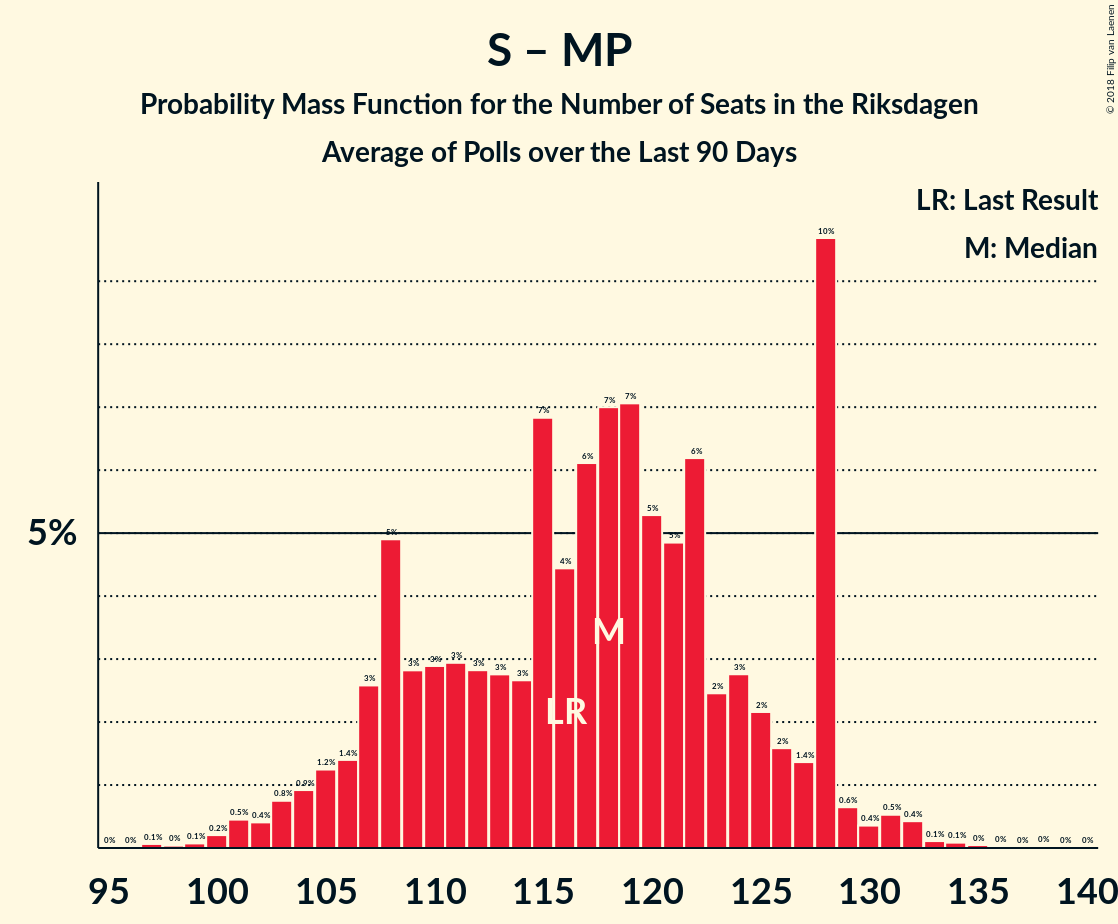 S – MP
Probability Mass Function for the Number of Seats in the Riksdagen
Average of Polls over the Last 90 Days
© 2018 Filip van Laenen
LR: Last Result
M: Median
5%
0% 0% 0.1% 0% 0.1% 0.2% 0.5% 0.4% 0.8% 0.9% 1.2% 1.4% 3% 5% 3% 3% 3% 3% 3% 3% 7% 4% 6% 7% 7% 5% 5% 6% 2% 3% 2% 2% 1.4% 10% 0.6% 0.4% 0.5% 0.4% 0.1% 0.1% 0% 0% 0% 0% 0% 0%
M
LR
95 100 105 110 115 120 125 130 135 140